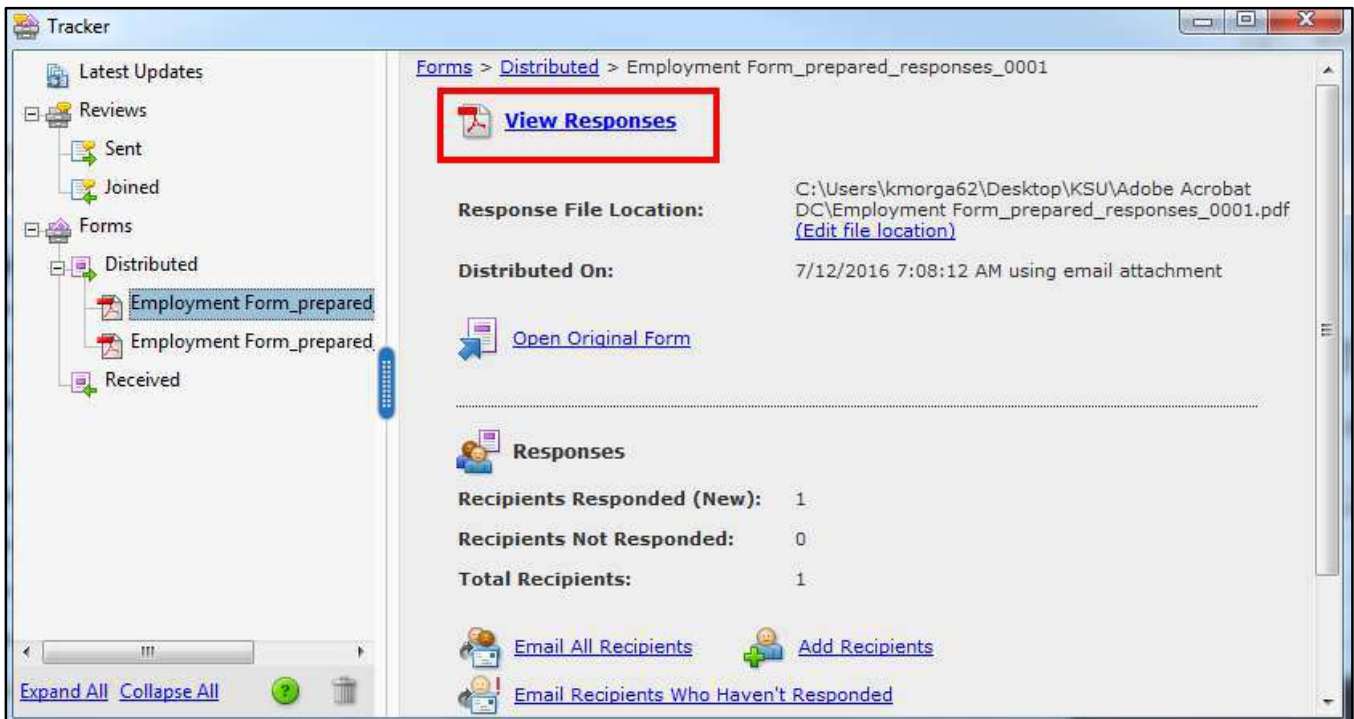 Tracker
Latest Updates
Reviews
Sent
Joined
Forms
Distributed
Employment Form_prepared_
Employment Form_prepared_
Received
Expand All Collapse All
Forms > Distributed > Employment Form_prepared_responses_0001
View Responses
Response File Location:
C:\Users\kmorga62\Desktop\KSU\Adobe Acrobat
DC\Employment Form_prepared_responses_0001.pdf
(Edit file location)
Distributed On: 7/12/2016 7:08:12 AM using email attachment
Open Original Form
Responses
Recipients Responded (New): 1
Recipients Not Responded: 0
Total Recipients: 1
Email All Recipients Add Recipients
Email Recipients Who Haven't Responded